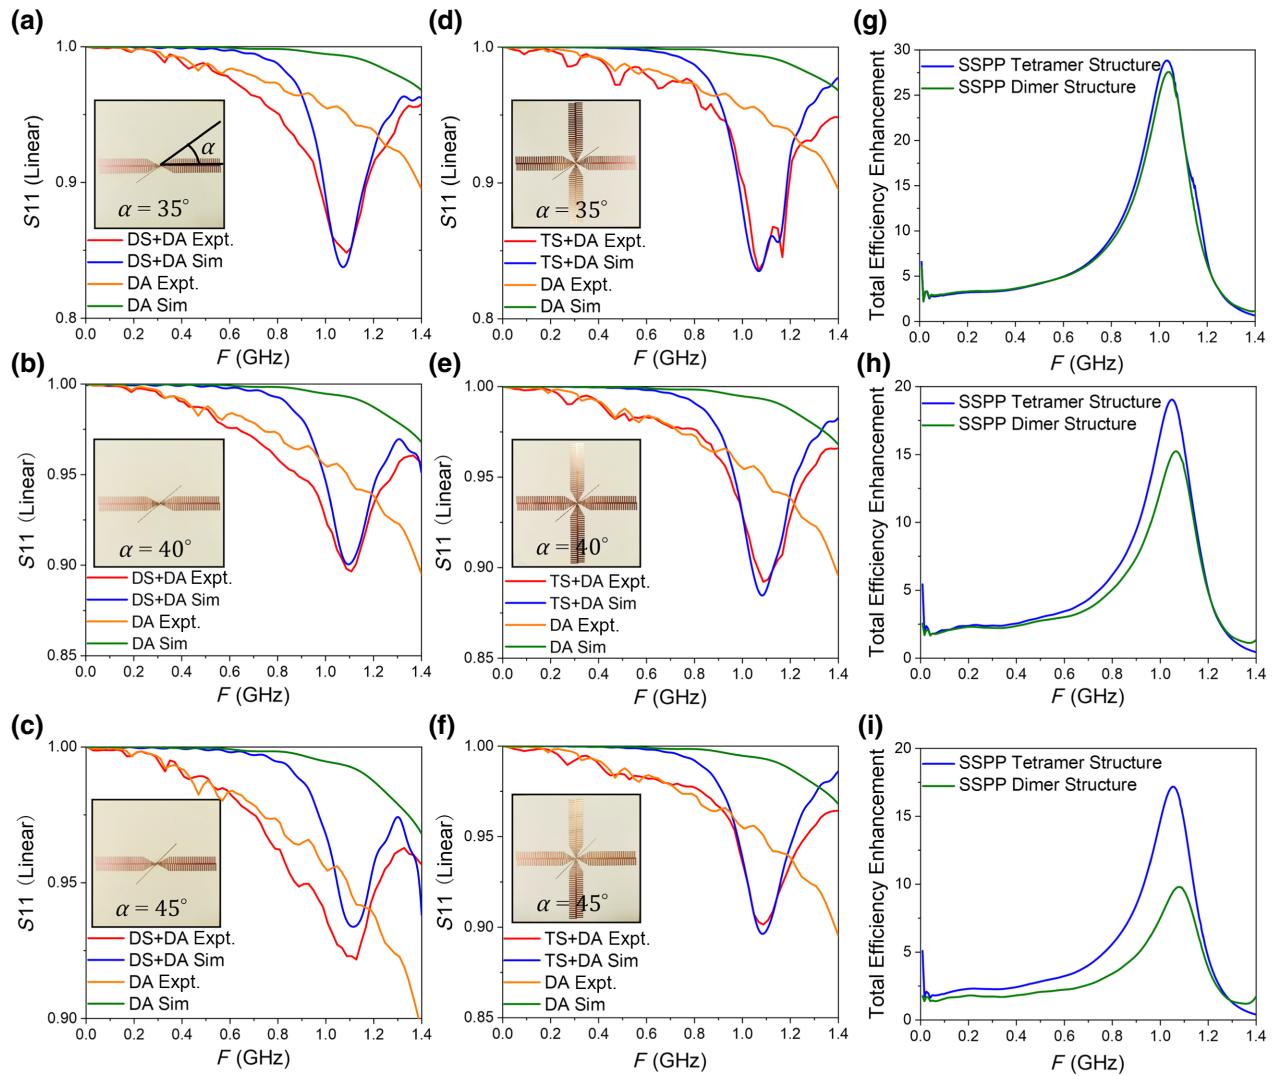 (a)
1.0
0.9
0.8
S11 (Linear)
α
α = 35°
DS+DA Expt.
DS+DA Sim
DA Expt.
DA Sim
0.0 0.2 0.4 0.6 0.8 1.0 1.2 1.4
F (GHz)
(d)
1.0
0.9
0.8
S11 (Linear)
α = 35°
TS+DA Expt.
TS+DA Sim
DA Expt.
DA Sim
0.0 0.2 0.4 0.6 0.8 1.0 1.2 1.4
F (GHz)
(g)
30
25
20
15
10
5
0
Total Efficiency Enhancement
SSPP Tetramer Structure
SSPP Dimer Structure
0.0 0.2 0.4 0.6 0.8 1.0 1.2 1.4
F (GHz)
(b)
1.00
0.95
0.90
0.85
S11 (Linear)
α = 40°
DS+DA Expt.
DS+DA Sim
DA Expt.
DA Sim
0.0 0.2 0.4 0.6 0.8 1.0 1.2 1.4
F (GHz)
(e)
1.00
0.95
0.90
0.85
S11 (Linear)
α = 40°
TS+DA Expt.
TS+DA Sim
DA Expt.
DA Sim
0.0 0.2 0.4 0.6 0.8 1.0 1.2 1.4
F (GHz)
(h)
20
15
10
5
0
Total Efficiency Enhancement
SSPP Tetramer Structure
SSPP Dimer Structure
0.0 0.2 0.4 0.6 0.8 1.0 1.2 1.4
F (GHz)
(c)
1.00
0.95
0.90
S11 (Linear)
α = 45°
DS+DA Expt.
DS+DA Sim
DA Expt.
DA Sim
0.0 0.2 0.4 0.6 0.8 1.0 1.2 1.4
F (GHz)
(f)
1.00
0.95
0.90
0.85
S11 (Linear)
α = 45°
TS+DA Expt.
TS+DA Sim
DA Expt.
DA Sim
0.0 0.2 0.4 0.6 0.8 1.0 1.2 1.4
F (GHz)
(i)
20
15
10
5
0
Total Efficiency Enhancement
SSPP Tetramer Structure
SSPP Dimer Structure
0.0 0.2 0.4 0.6 0.8 1.0 1.2 1.4
F (GHz)